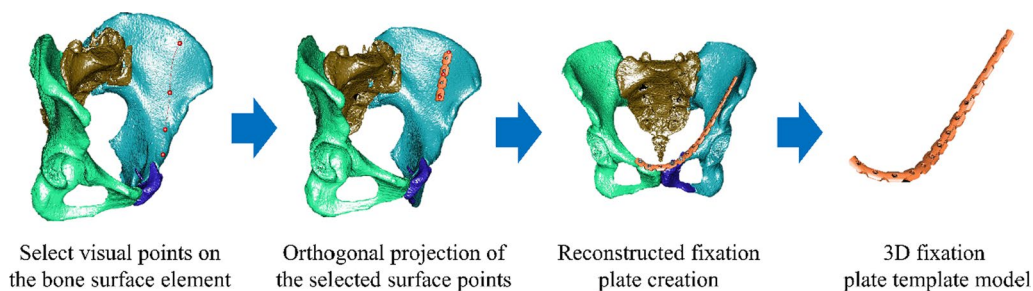 Select visual points on
the bone surface element
Orthogonal projection of
the selected surface points
Reconstructed fixation
plate creation
3D fixation
plate template model